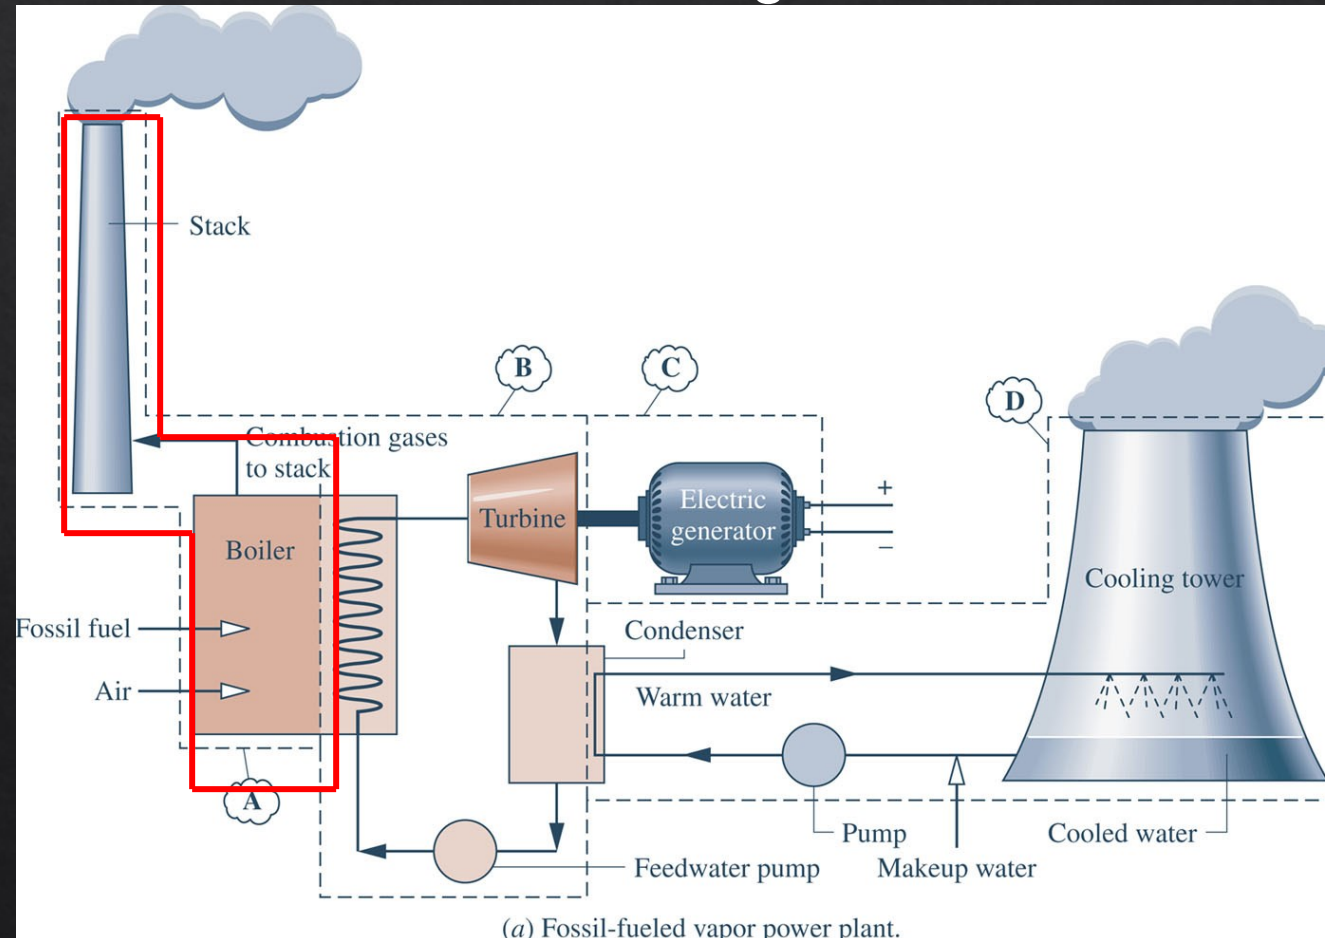 Stack
B
C
D
Combustion gases
to stack
Turbine
Electric
generator
+
−
Boiler
Cooling tower
Fossil fuel
Condenser
Air
Warm water
A
Pump
Cooled water
Feedwater pump
Makeup water
(a) Fossil-fueled vapor power plant.